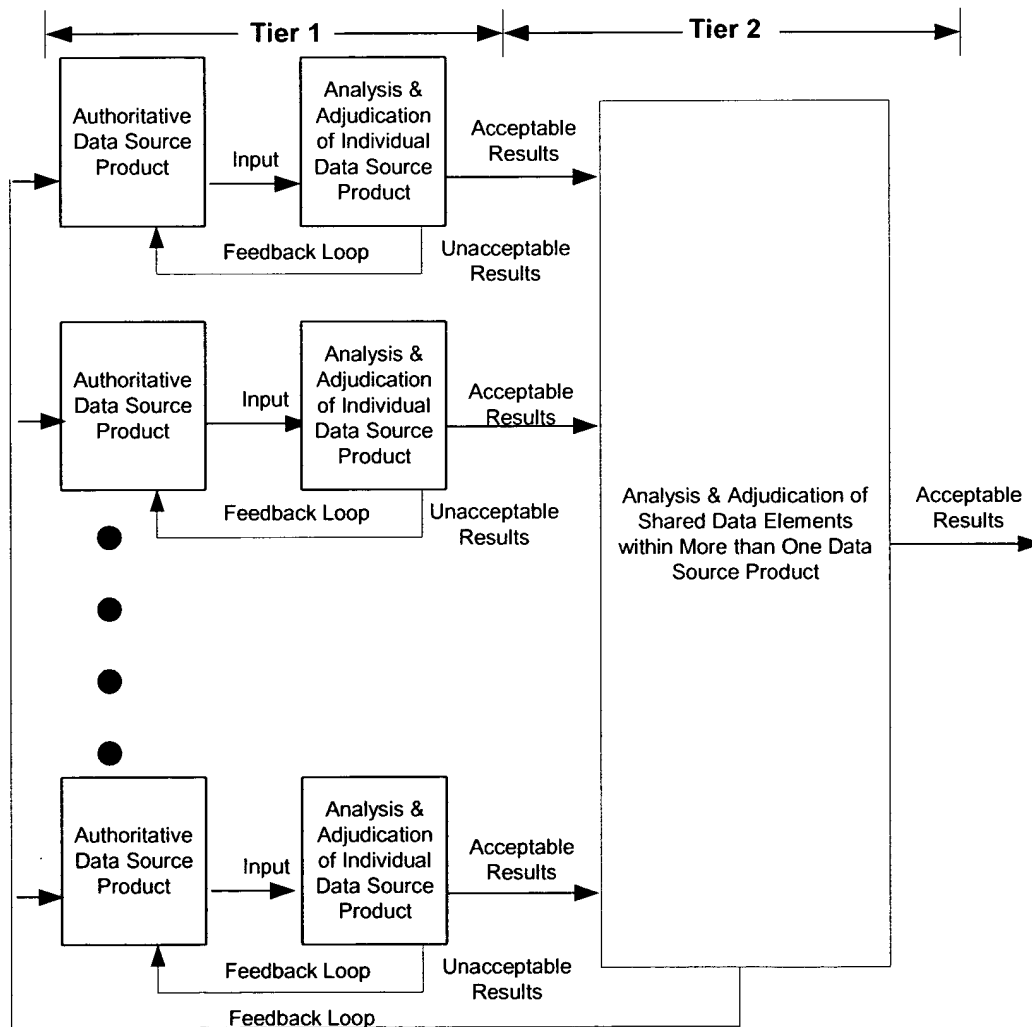 Tier 1
Tier 2
Authoritative
Data Source
Product
Input
Analysis &
Adjudication
of Individual
Data Source
Product
Acceptable
Results
Feedback Loop
Unacceptable
Results
Authoritative
Data Source
Product
Input
Analysis &
Adjudication
of Individual
Data Source
Product
Acceptable
Results
Feedback Loop
Unacceptable
Results
Analysis & Adjudication of
Shared Data Elements
within More than One Data
Source Product
Acceptable
Results
Authoritative
Data Source
Product
Input
Analysis &
Adjudication
of Individual
Data Source
Product
Acceptable
Results
Feedback Loop
Unacceptable
Results
Feedback Loop